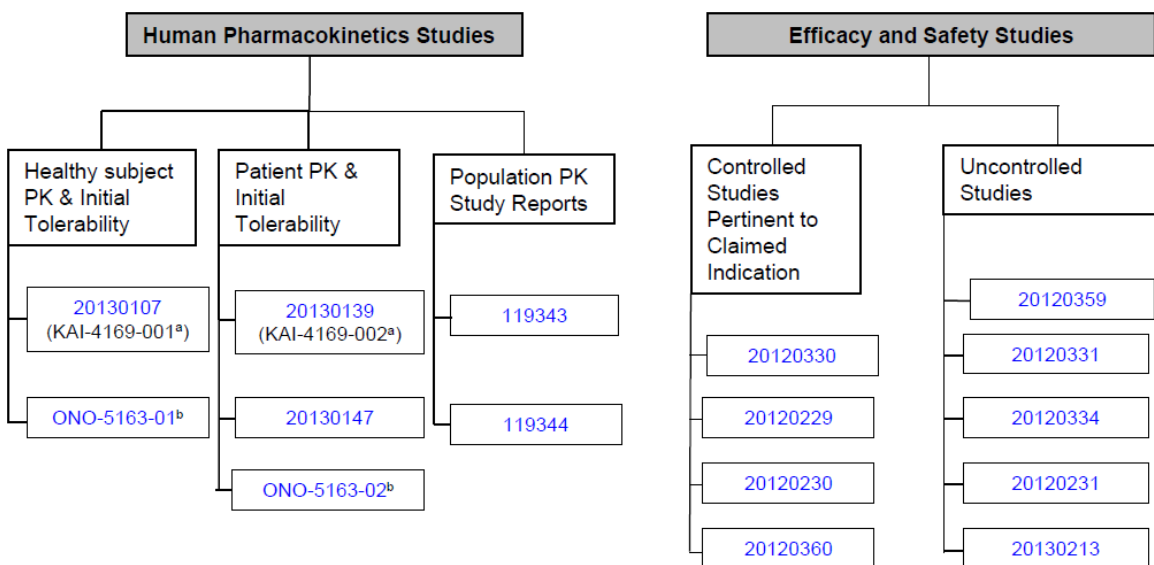 Human Pharmacokinetics Studies
Healthy subject
PK & Initial
Tolerability
20130107
(KAI-4169-001ᵃ)
ONO-5163-01ᵇ
Patient PK &
Initial
Tolerability
20130139
(KAI-4169-002ᵃ)
20130147
ONO-5163-02ᵇ
Population PK
Study Reports
119343
119344
Efficacy and Safety Studies
Controlled
Studies
Pertinent to
Claimed
Indication
20120330
20120229
20120230
20120360
Uncontrolled
Studies
20120359
20120331
20120334
20120231
20130213